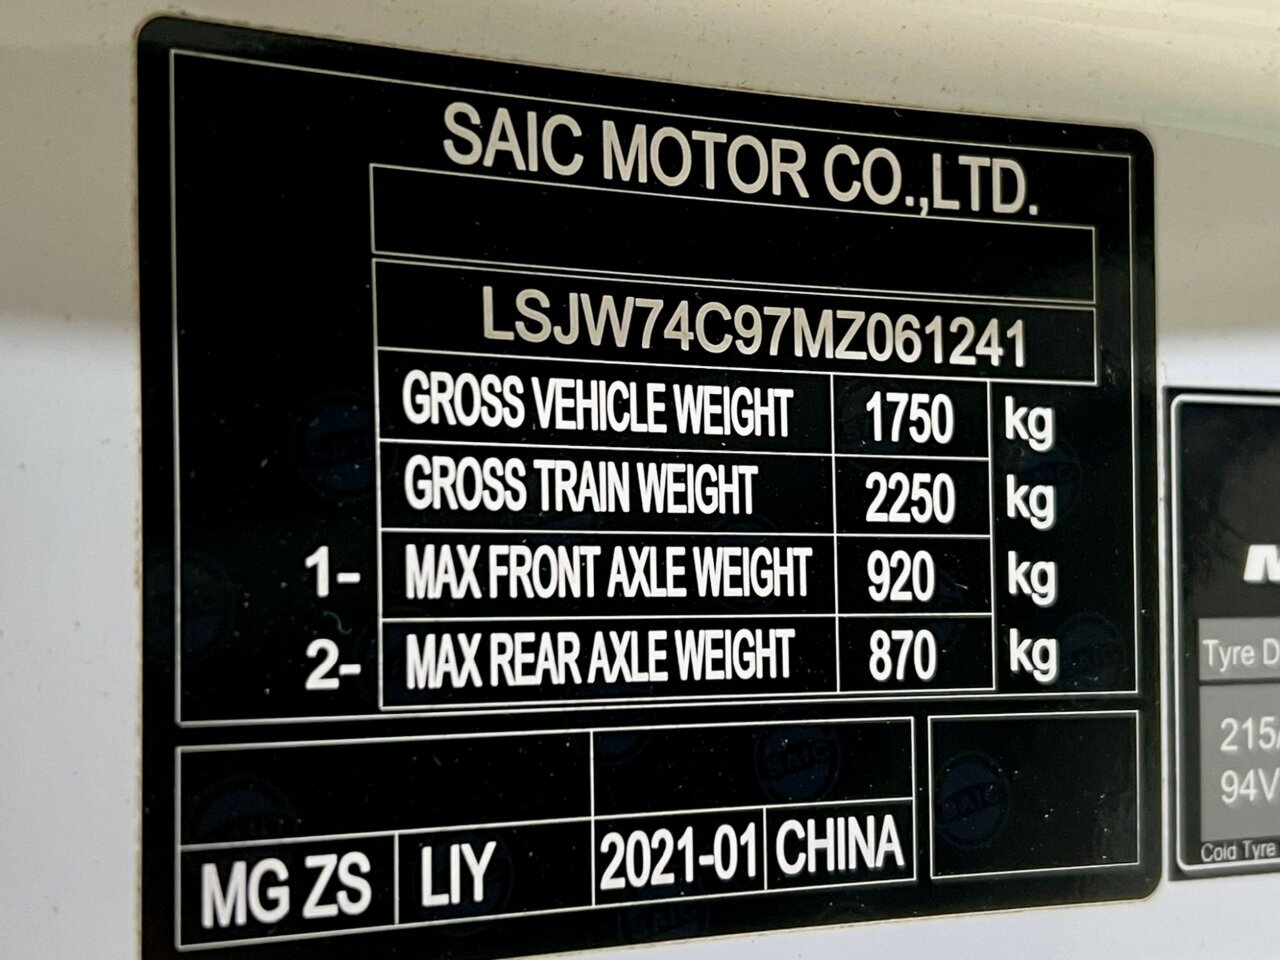 SAIC MOTOR CO.,LTD.
LSJW74C97MZ061241
GROSS VEHICLE WEIGHT 1750 kg
GROSS TRAIN WEIGHT 2250 kg
1- MAX FRONT AXLE WEIGHT 920 kg
2- MAX REAR AXLE WEIGHT 870 kg
MG ZS LIY 2021-01 CHINA
Tyre D
215/
94V
Cold Tyre